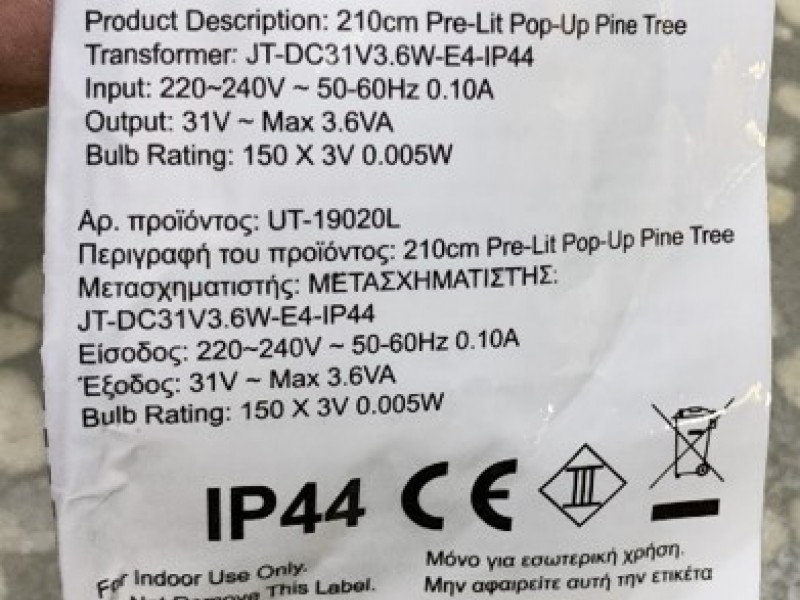 Product Description: 210cm Pre-Lit Pop-Up Pine Tree
Transformer: JT-DC31V3.6W-E4-IP44
Input: 220~240V ~ 50-60Hz 0.10A
Output: 31V ~ Max 3.6VA
Bulb Rating: 150 X 3V 0.005W
Αρ. προϊόντος: UT-19020L
Περιγραφή του προϊόντος: 210cm Pre-Lit Pop-Up Pine Tree
Μετασχηματιστής: ΜΕΤΑΣΧΗΜΑΤΙΣΤΗΣ:
JT-DC31V3.6W-E4-IP44
Είσοδος: 220~240V ~ 50-60Hz 0.10A
Έξοδος: 31V ~ Max 3.6VA
Bulb Rating: 150 X 3V 0.005W
IP44 CE III
For Indoor Use Only.
Not Remove This Label.
Μόνο για εσωτερική χρήση.
Μην αφαιρείτε αυτή την ετικέτα